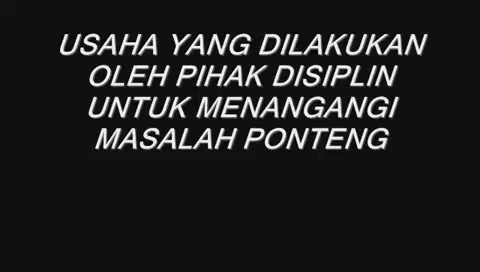 USAHA YANG DILAKUKAN
OLEH PIHAK DISIPLIN
UNTUK MENANGANGI
MASALAH PONTENG